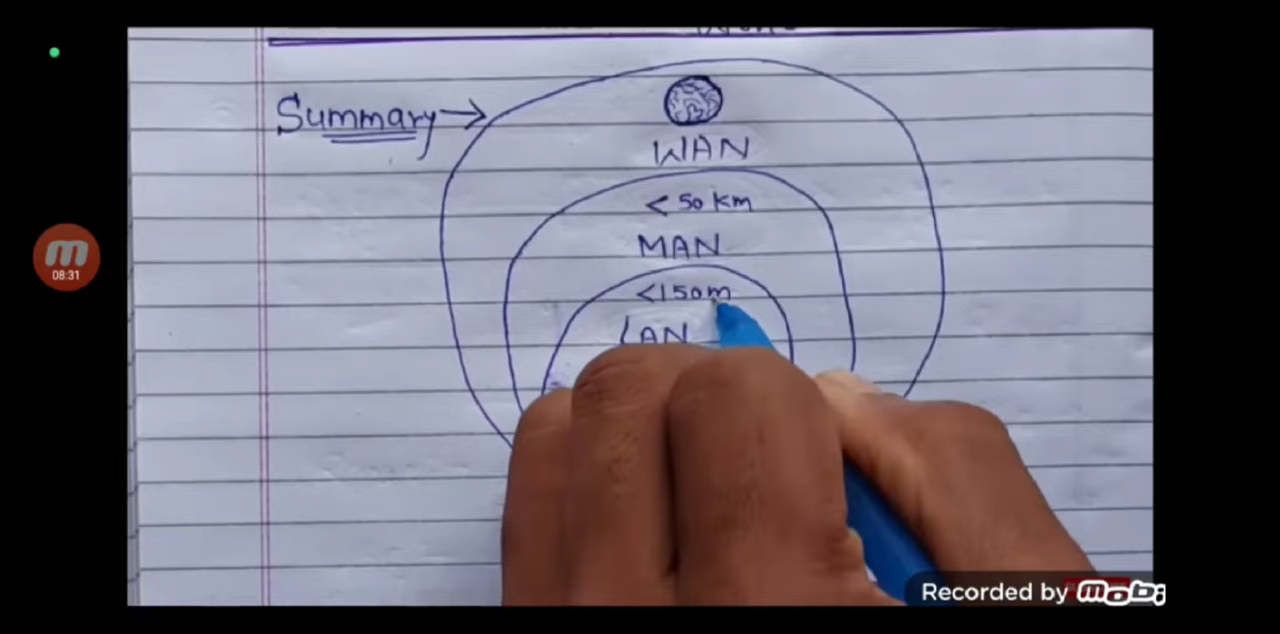 Summary →
WAN
< 50 km
MAN
<150m
LAN
08:31
Recorded by mobi